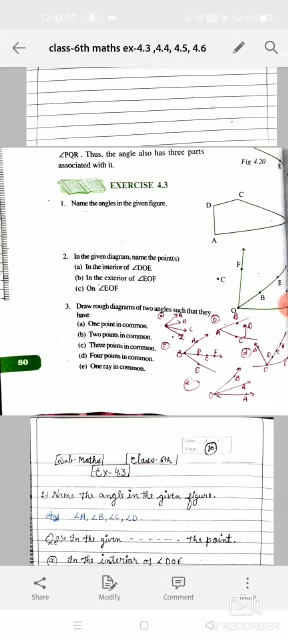 12:42:50
class-6th maths ex-4.3 ,4.4, 4.5, 4.6
∠PQR. Thus, the angle also has three parts
associated with it.
Fig 4.20
EXERCISE 4.3
1. Name the angles in the given figure.
D
C
A
2. In the given diagram, name the point(s)
(a) In the interior of ∠DOE
(b) In the exterior of ∠EOF
(c) On ∠EOF
F
C
E
B
O
3. Draw rough diagrams of two angles such that they
have
(a) One point in common.
(b) Two points in common.
(c) Three points in common.
(d) Four points in common.
(e) One ray in common.
80
Sub-Maths Class-6th
Ex-4.3
Name the angle in the given figure.
Ans ∠A, ∠B, ∠C, ∠D.
In the given - - - - - - the point.
(a) In the interior of ∠DOE
Share
Modify
Comment